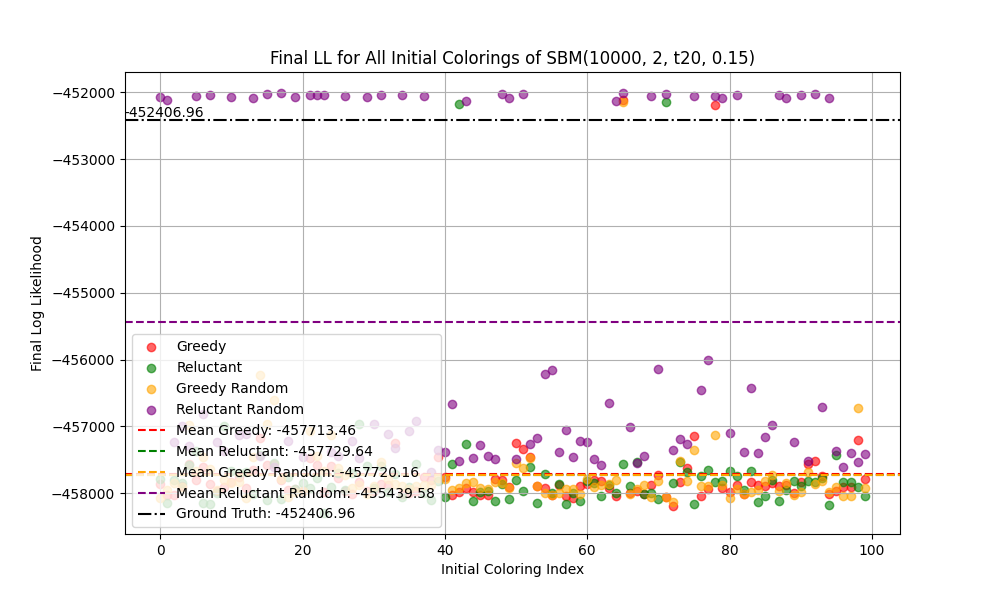 Final LL for All Initial Colorings of SBM(10000, 2, t20, 0.15)
Final Log Likelihood
−452000
−453000
−454000
−455000
−456000
−457000
−458000
-452406.96
Greedy
Reluctant
Greedy Random
Reluctant Random
Mean Greedy: -457713.46
Mean Reluctant: -457729.64
Mean Greedy Random: -457720.16
Mean Reluctant Random: -455439.58
Ground Truth: -452406.96
0
20
40
60
80
100
Initial Coloring Index